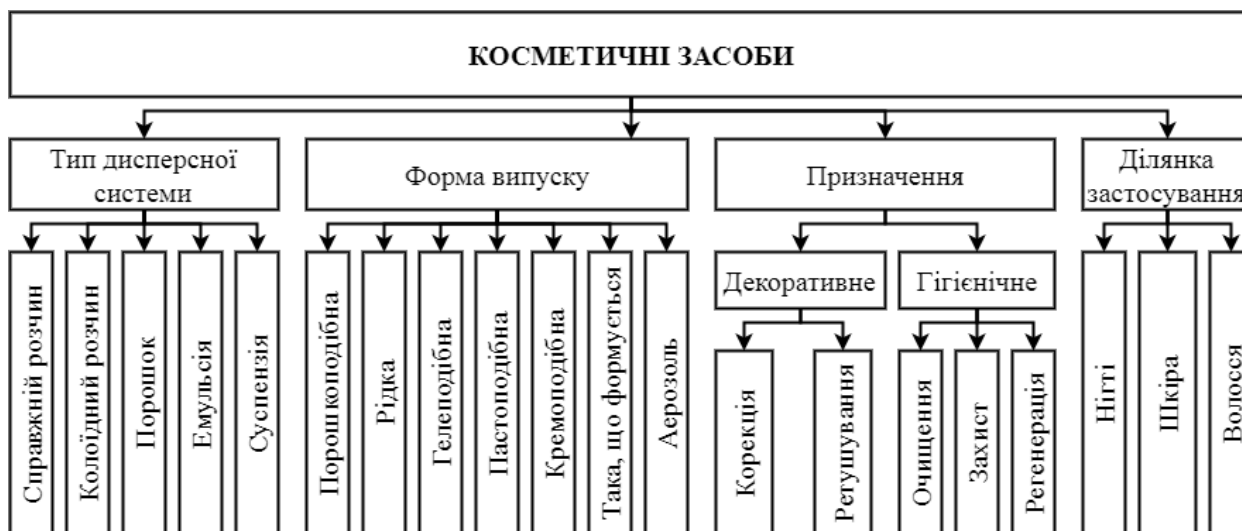 КОСМЕТИЧНІ ЗАСОБИ
Тип дисперсної
системи
Форма випуску
Призначення
Ділянка
застосування
Справжній розчин
Колоїдний розчин
Порошок
Емульсія
Суспензія
Порошкоподібна
Рідка
Гелеподібна
Пастоподібна
Кремоподібна
Така, що формується
Аерозоль
Декоративне
Гігієнічне
Корекція
Ретушування
Очищення
Захист
Регенерація
Нігті
Шкіра
Волосся